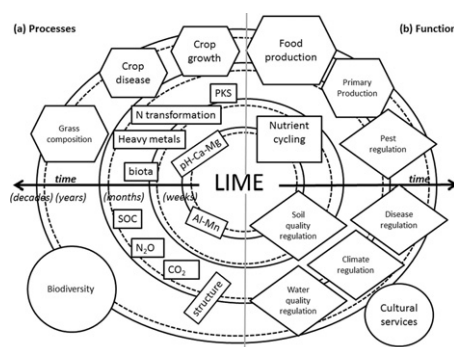 (a) Processes
(b) Function
Crop
growth
Food
production
Crop
disease
Primary
Production
PKS
N transformation
Grass
composition
Heavy metals
Nutrient
cycling
Pest
regulation
pH-Ca-Mg
biota
time
LIME
time
(decades) (years)
(months)
(weeks)
Al-Mn
SOC
Soil
quality
regulation
Disease
regulation
N₂O
CO₂
Climate
regulation
Biodiversity
structure
Water
quality
regulation
Cultural
services